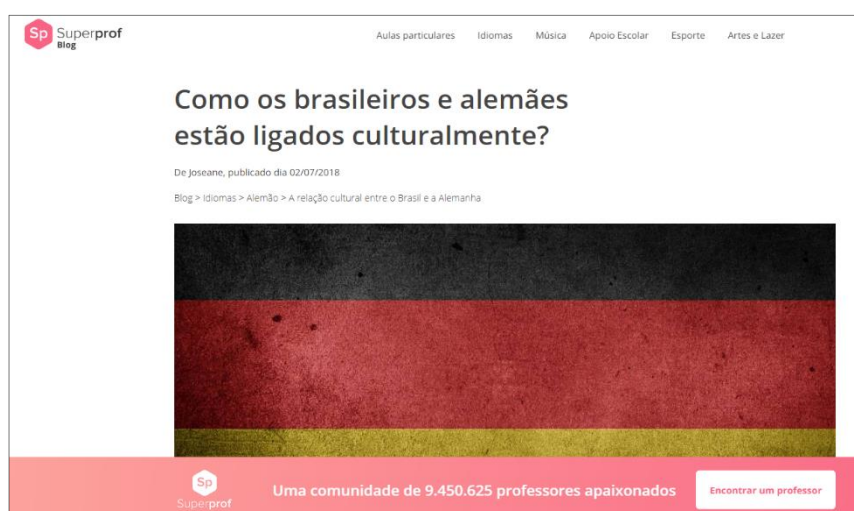 Sp Superprof
Blog
Aulas particulares Idiomas Música Apoio Escolar Esporte Artes e Lazer
Como os brasileiros e alemães
estão ligados culturalmente?
De Joseane, publicado dia 02/07/2018
Blog > Idiomas > Alemão > A relação cultural entre o Brasil e a Alemanha
Sp
Superprof
Uma comunidade de 9.450.625 professores apaixonados
Encontrar um professor